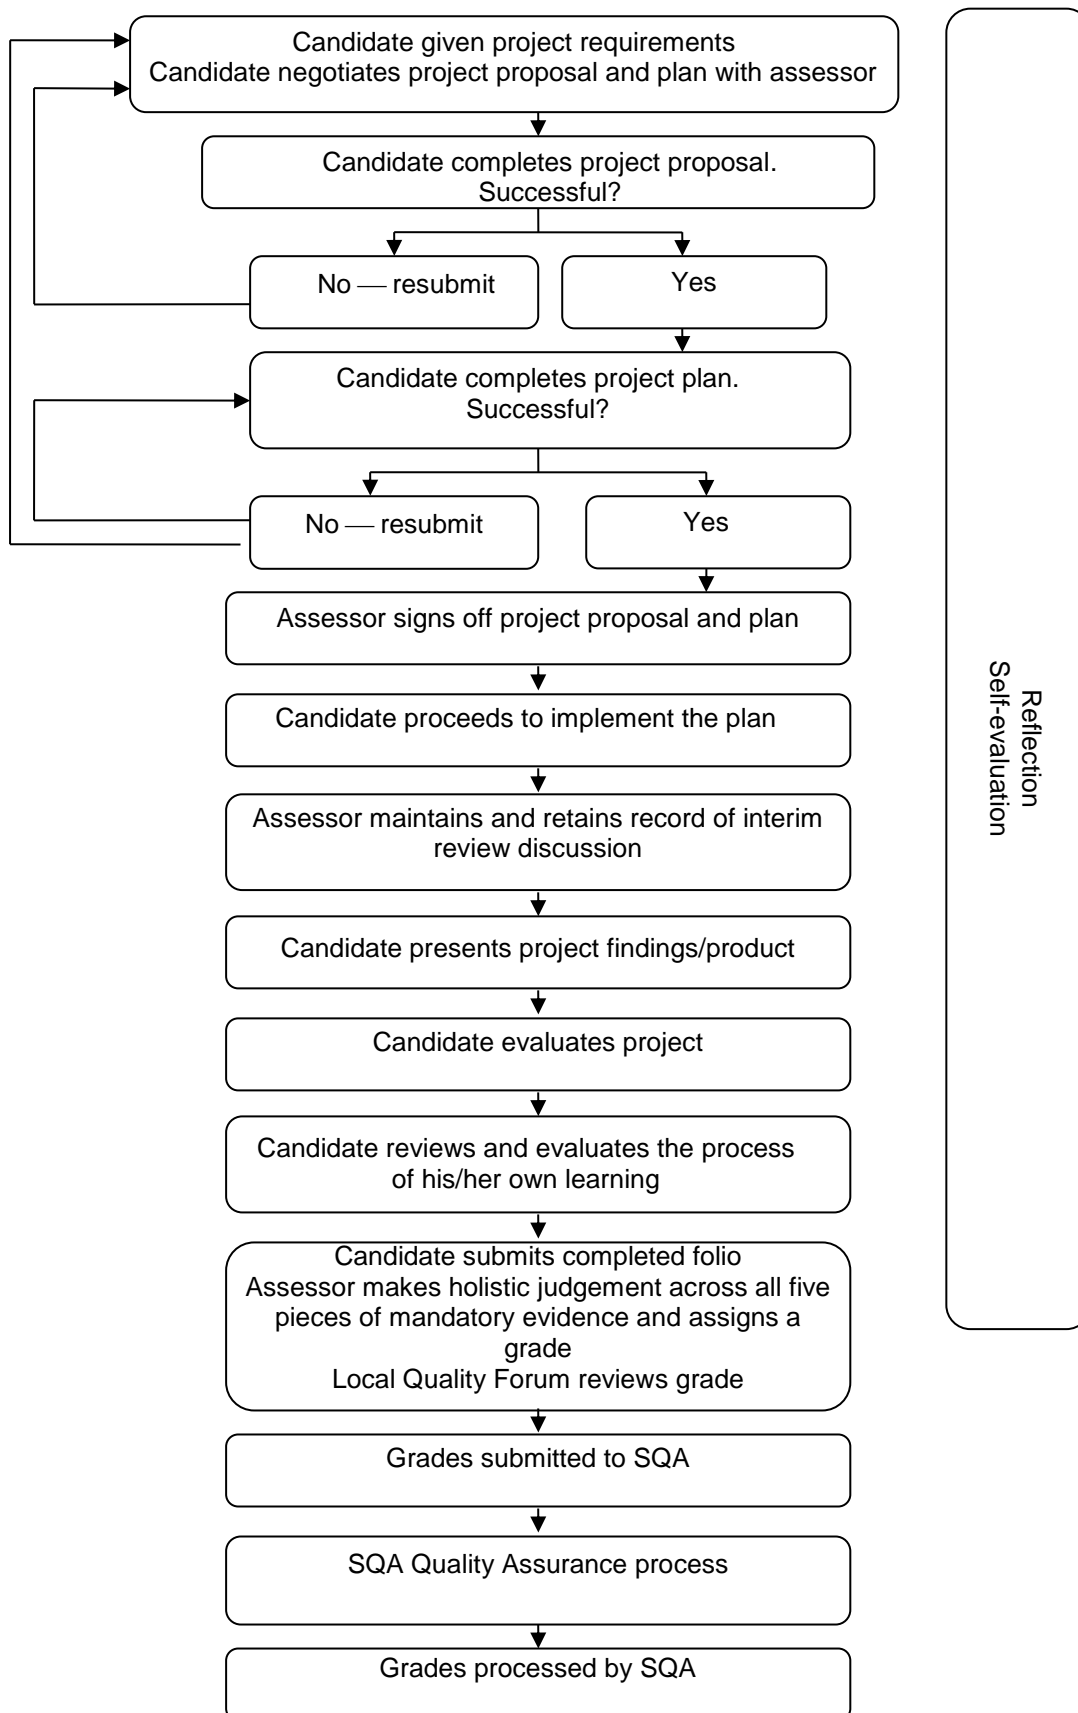 Candidate given project requirements
Candidate negotiates project proposal and plan with assessor
Candidate completes project proposal.
Successful?
No — resubmit
Yes
Candidate completes project plan.
Successful?
No — resubmit
Yes
Assessor signs off project proposal and plan
Candidate proceeds to implement the plan
Assessor maintains and retains record of interim
review discussion
Candidate presents project findings/product
Candidate evaluates project
Candidate reviews and evaluates the process
of his/her own learning
Candidate submits completed folio
Assessor makes holistic judgement across all five
pieces of mandatory evidence and assigns a
grade
Local Quality Forum reviews grade
Grades submitted to SQA
SQA Quality Assurance process
Grades processed by SQA
Reflection
Self-evaluation